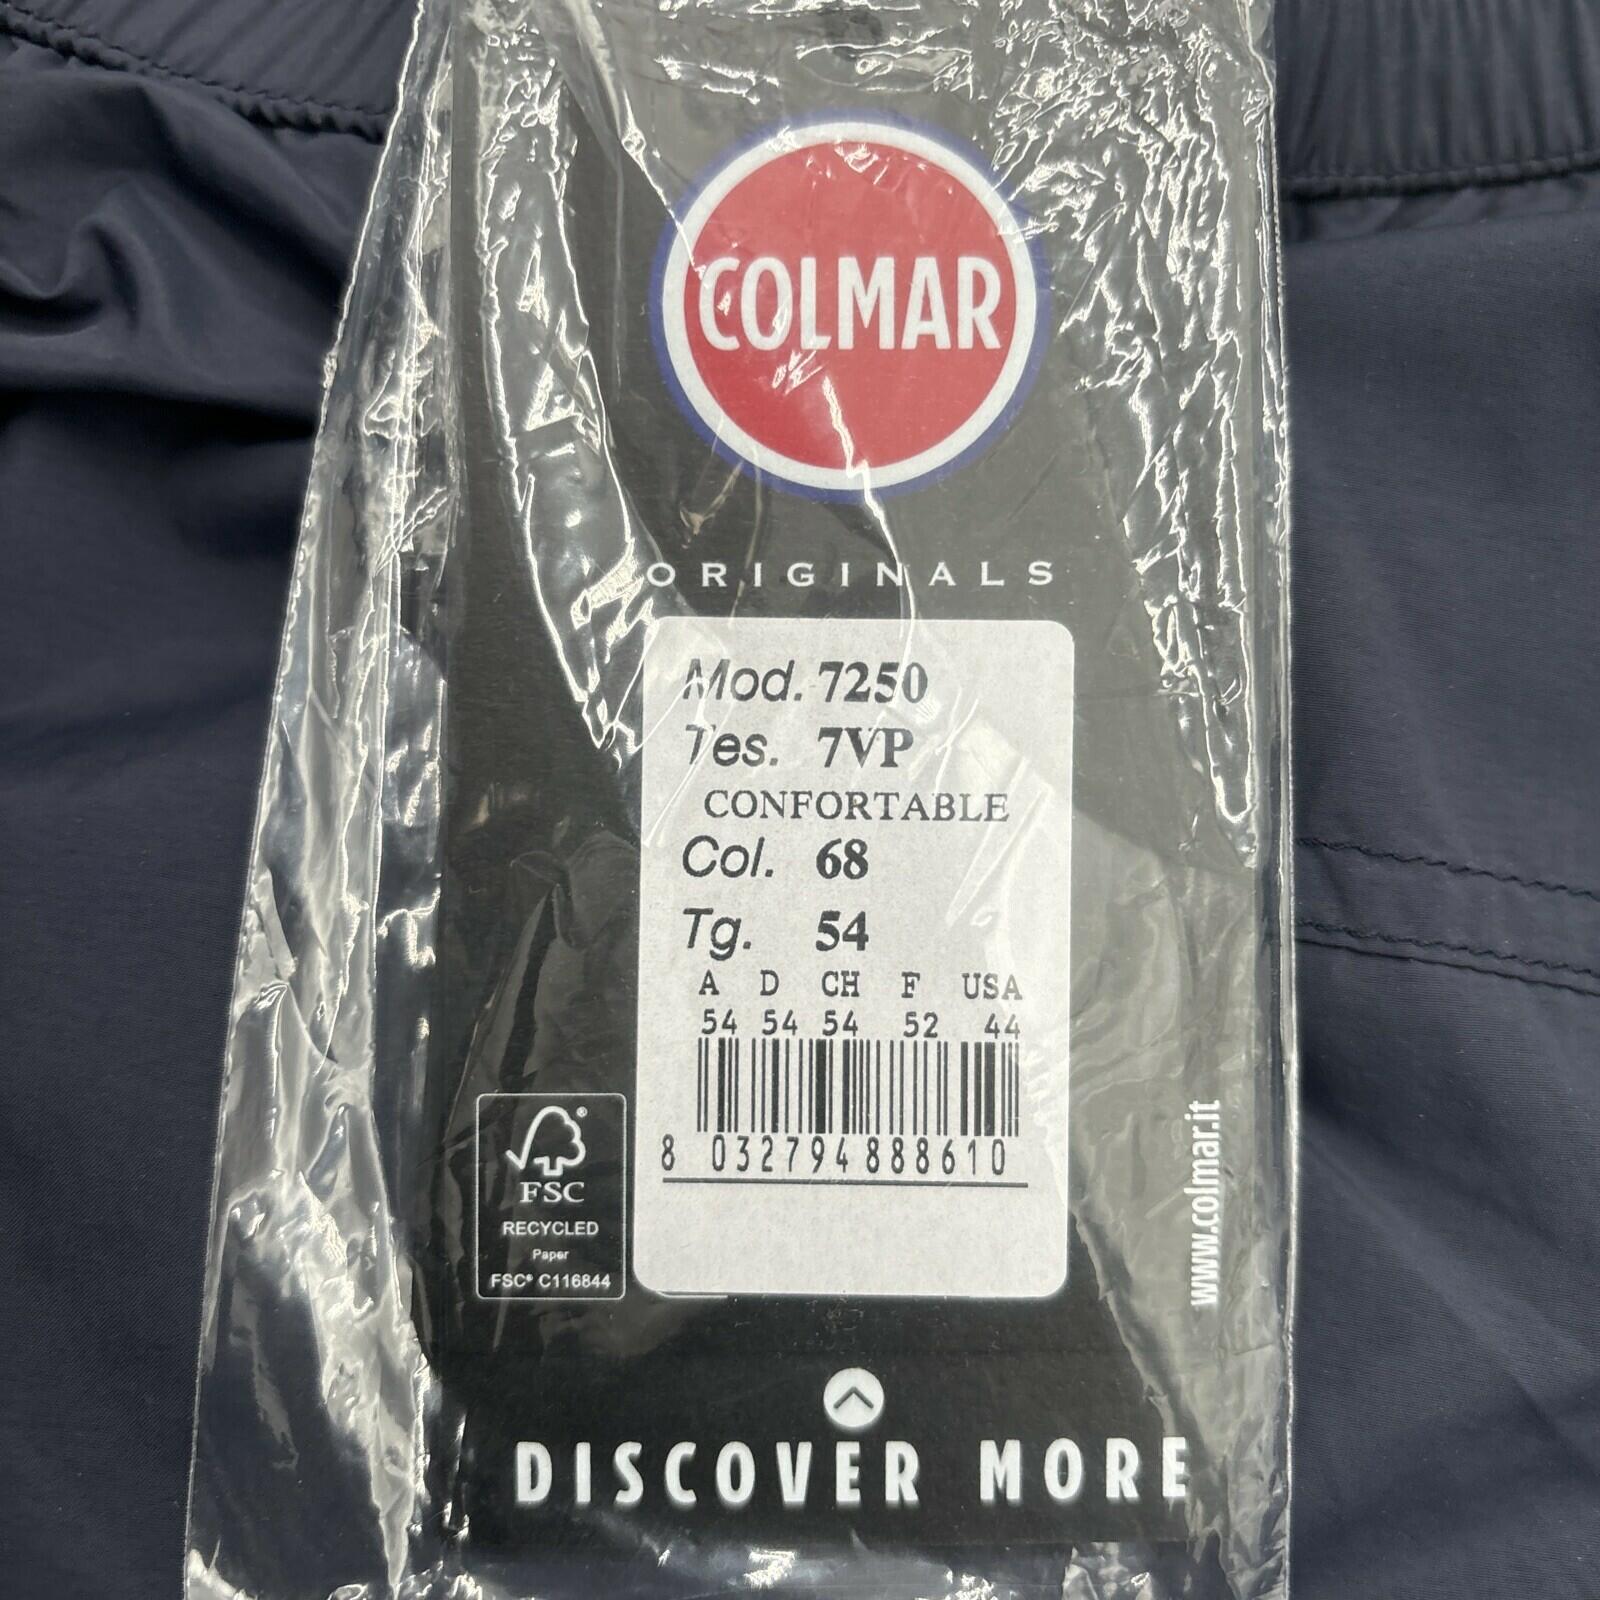 COLMAR
ORIGINALS
Mod. 7250
Tes. 7VP
CONFORTABLE
Col. 68
Tg. 54
A D CH F USA
54 54 54 52 44
8 032794888610
FSC®
RECYCLED
Paper
FSC® C116844
www.colmar.it
DISCOVER MORE